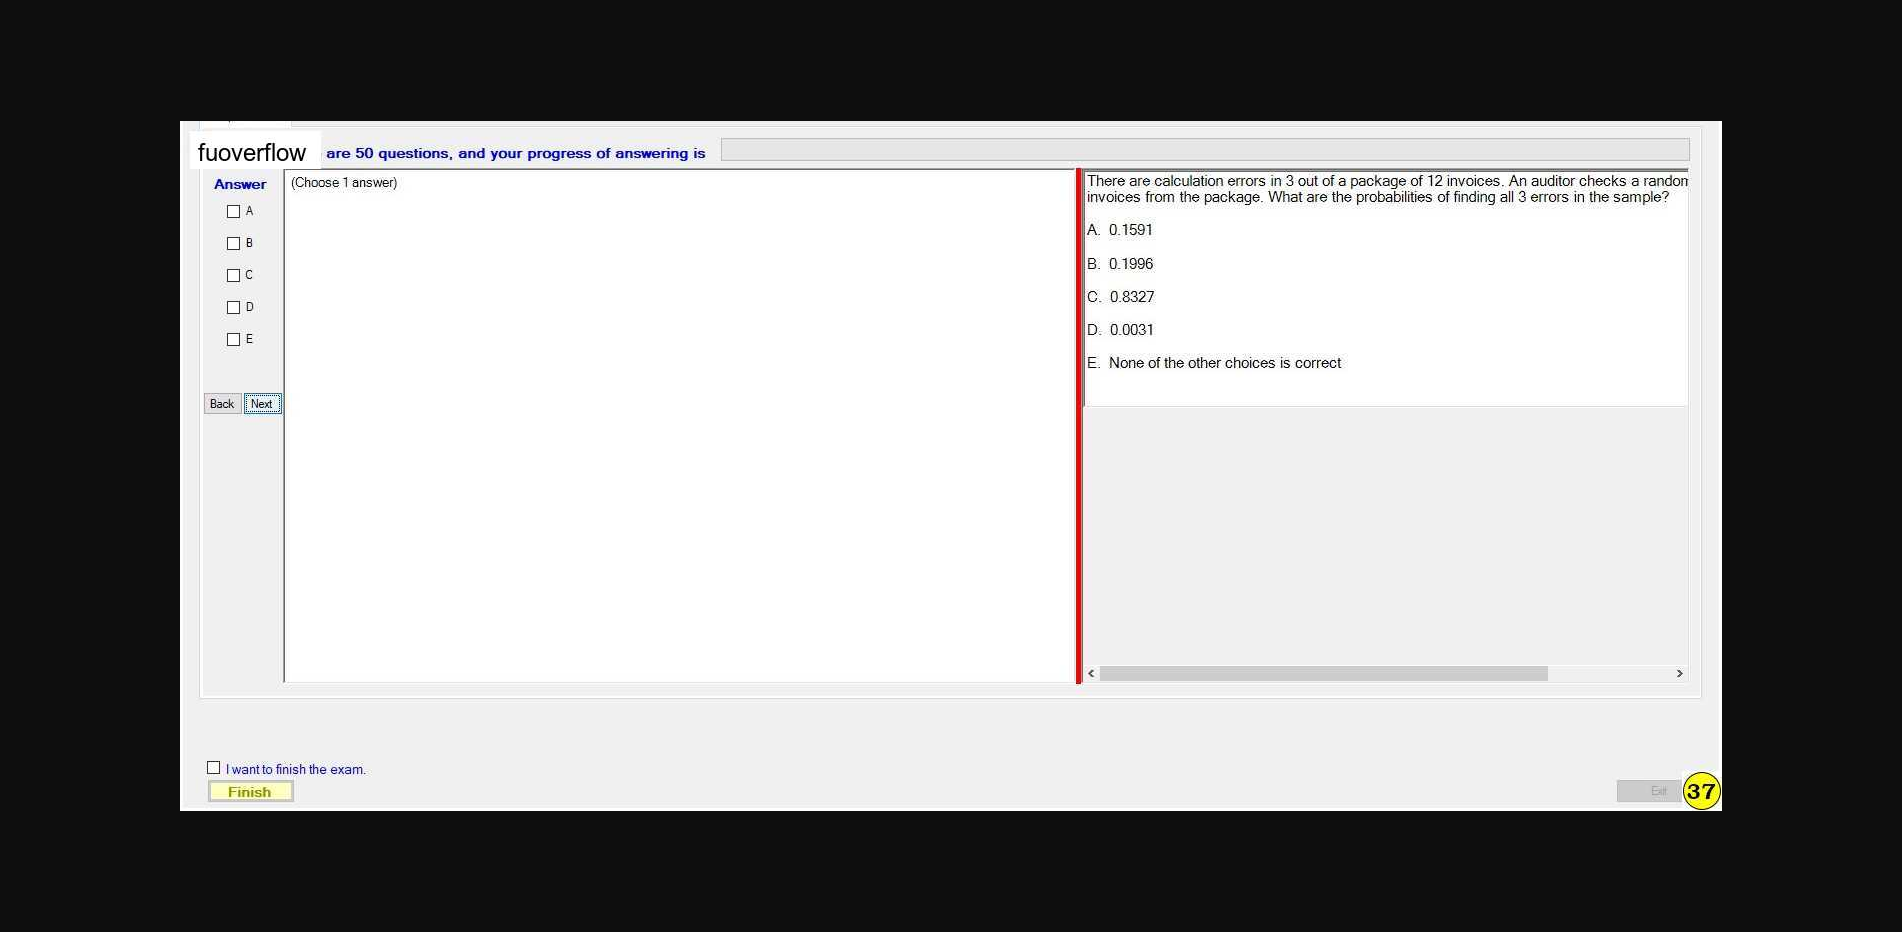 fuoverflow are 50 questions, and your progress of answering is
Answer
(Choose 1 answer)
A
B
C
D
E
Back Next
There are calculation errors in 3 out of a package of 12 invoices. An auditor checks a random
invoices from the package. What are the probabilities of finding all 3 errors in the sample?
A. 0.1591
B. 0.1996
C. 0.8327
D. 0.0031
E. None of the other choices is correct
I want to finish the exam.
Finish
Exit
37